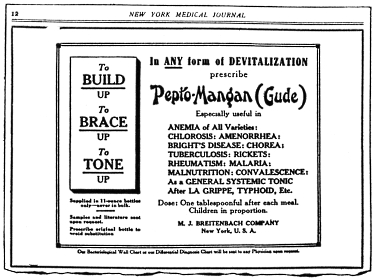 12
NEW YORK MEDICAL JOURNAL
To
BUILD
UP
To
BRACE
UP
To
TONE
UP
Supplied in 11-ounce bottles
only—never in bulk.
Samples and literature sent
upon request.
Prescribe original bottle to
avoid substitution
In ANY form of DEVITALIZATION
prescribe
Pepto-Mangan (Gude)
Especially useful in
ANEMIA of All Varieties:
CHLOROSIS: AMENORRHEA:
BRIGHT'S DISEASE: CHOREA:
TUBERCULOSIS: RICKETS:
RHEUMATISM: MALARIA:
MALNUTRITION: CONVALESCENCE:
As a GENERAL SYSTEMIC TONIC
After LA GRIPPE, TYPHOID, Etc.
Dose: One tablespoonful after each meal.
Children in proportion.
M. J. BREITENBACH COMPANY
New York, U. S. A.
Our Bacteriological Wall Chart or our Differential Diagnosis Chart will be sent to any Physician upon request.